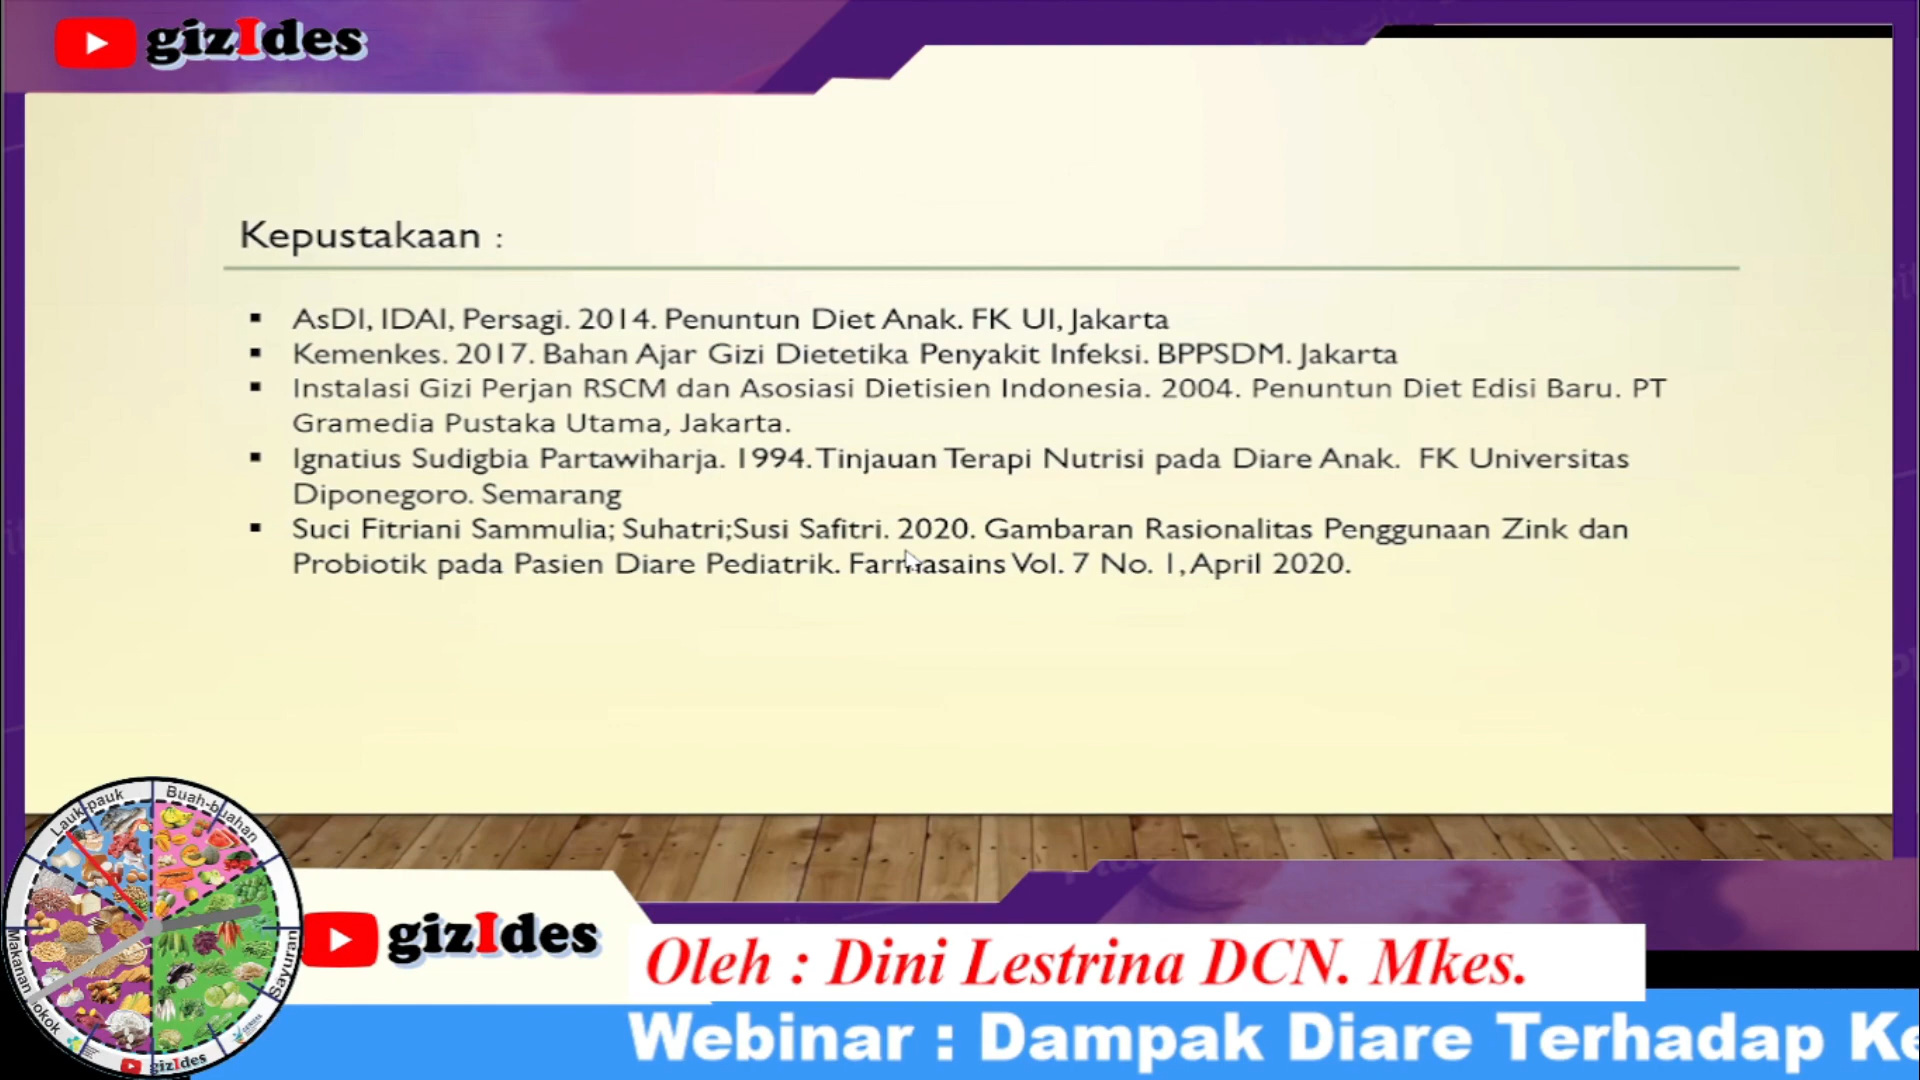 gizIdes
Kepustakaan :
▪ AsDI, IDAI, Persagi. 2014. Penuntun Diet Anak. FK UI, Jakarta
▪ Kemenkes. 2017. Bahan Ajar Gizi Dietetika Penyakit Infeksi. BPPSDM. Jakarta
▪ Instalasi Gizi Perjan RSCM dan Asosiasi Dietisien Indonesia. 2004. Penuntun Diet Edisi Baru. PT
Gramedia Pustaka Utama, Jakarta.
▪ Ignatius Sudigbia Partawiharja. 1994. Tinjauan Terapi Nutrisi pada Diare Anak. FK Universitas
Diponegoro. Semarang
▪ Suci Fitriani Sammulia; Suhatri;Susi Safitri. 2020. Gambaran Rasionalitas Penggunaan Zink dan
Probiotik pada Pasien Diare Pediatrik. Farmasains Vol. 7 No. 1, April 2020.
Lauk-pauk
Buah-buahan
Makanan pokok
Sayuran
gizIdes
gizIdes
Oleh : Dini Lestrina DCN. Mkes.
Webinar : Dampak Diare Terhadap Ke